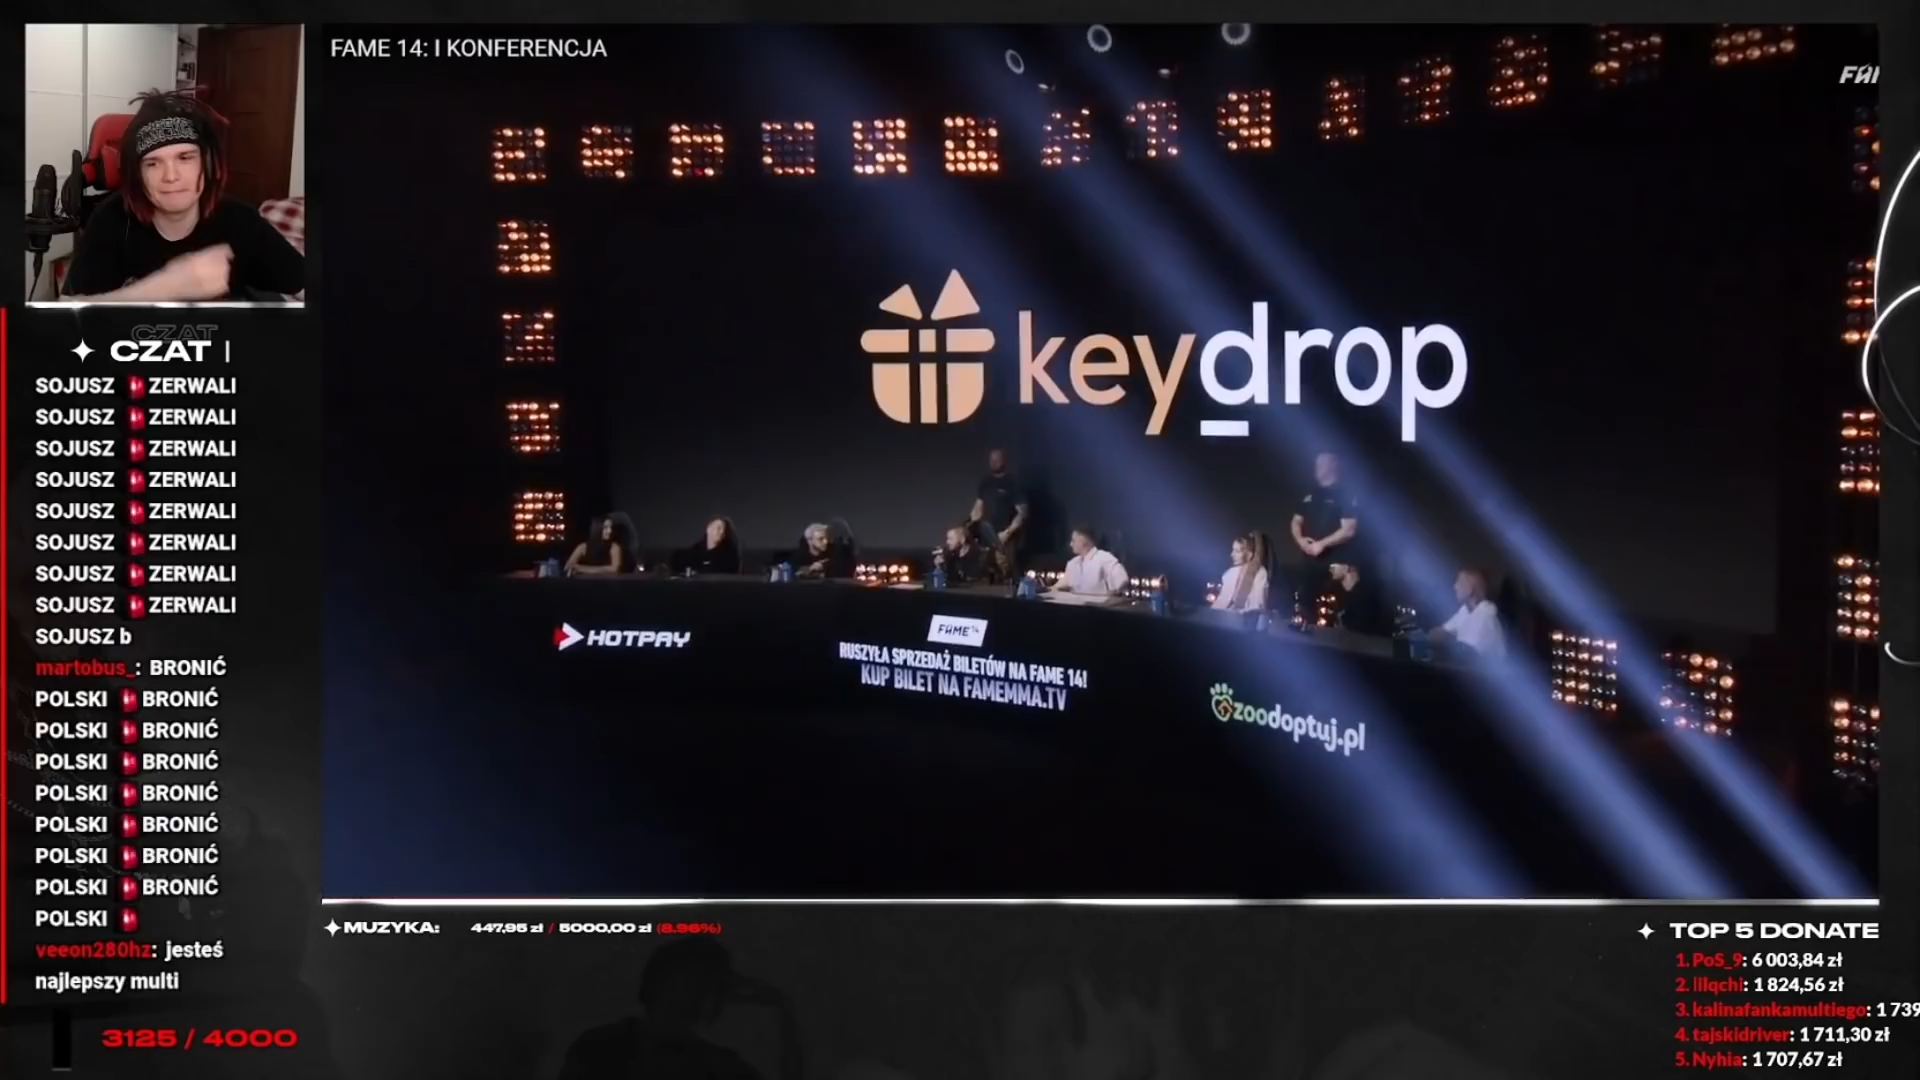 FAME 14: I KONFERENCJA
FAM
keydrop
HOTPAY
FAME 14
RUSZYŁA SPRZEDAŻ BILETÓW NA FAME 14!
KUP BILET NA FAMEMMA.TV
zoodoptuj.pl
CZAT
CZAT |
SOJUSZ ZERWALI
SOJUSZ ZERWALI
SOJUSZ ZERWALI
SOJUSZ ZERWALI
SOJUSZ ZERWALI
SOJUSZ ZERWALI
SOJUSZ ZERWALI
SOJUSZ ZERWALI
SOJUSZ b
martobus_: BRONIĆ
POLSKI BRONIĆ
POLSKI BRONIĆ
POLSKI BRONIĆ
POLSKI BRONIĆ
POLSKI BRONIĆ
POLSKI BRONIĆ
POLSKI BRONIĆ
POLSKI
veeon280hz: jesteś
najlepszy multi
3125 / 4000
MUZYKA: 447,95 zł / 5000,00 zł (8.96%)
TOP 5 DONATE
1. PoS_9: 6 003,84 zł
2. lilqchi: 1 824,56 zł
3. kalinafankamultiego: 1 739
4. tajskidriver: 1 711,30 zł
5. Nyhia: 1 707,67 zł